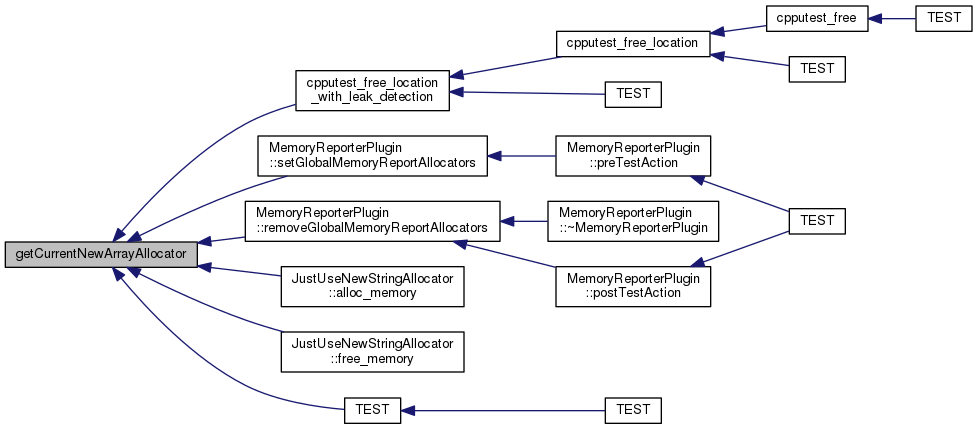 cpputest_free
TEST
cpputest_free_location
TEST
cpputest_free_location
_with_leak_detection
TEST
MemoryReporterPlugin
::setGlobalMemoryReportAllocators
MemoryReporterPlugin
::preTestAction
MemoryReporterPlugin
::removeGlobalMemoryReportAllocators
MemoryReporterPlugin
::~MemoryReporterPlugin
TEST
getCurrentNewArrayAllocator
JustUseNewStringAllocator
::alloc_memory
MemoryReporterPlugin
::postTestAction
JustUseNewStringAllocator
::free_memory
TEST
TEST